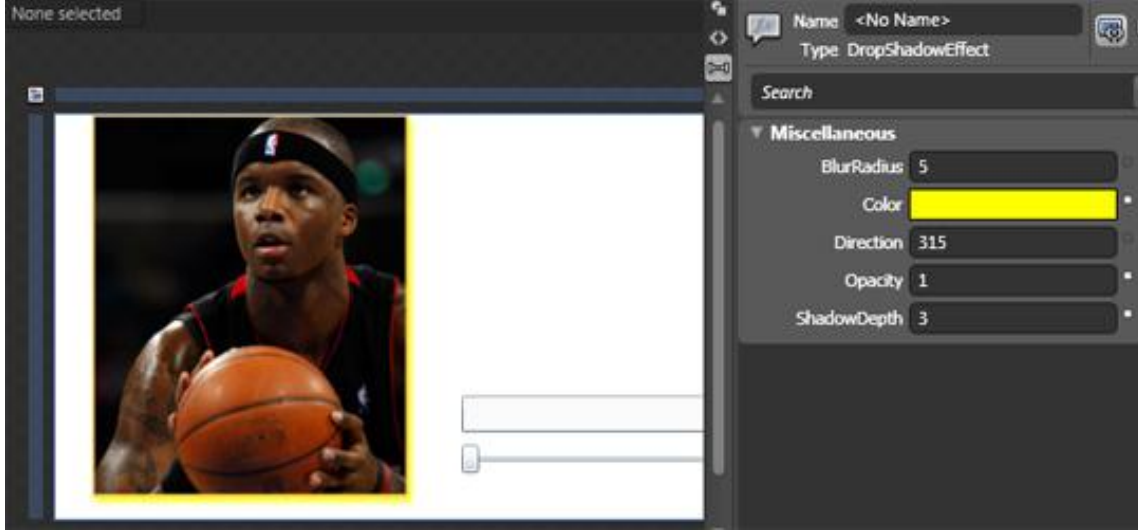 None selected
Name <No Name>
Type DropShadowEffect
Search
Miscellaneous
BlurRadius 5
Color
Direction 315
Opacity 1
ShadowDepth 3